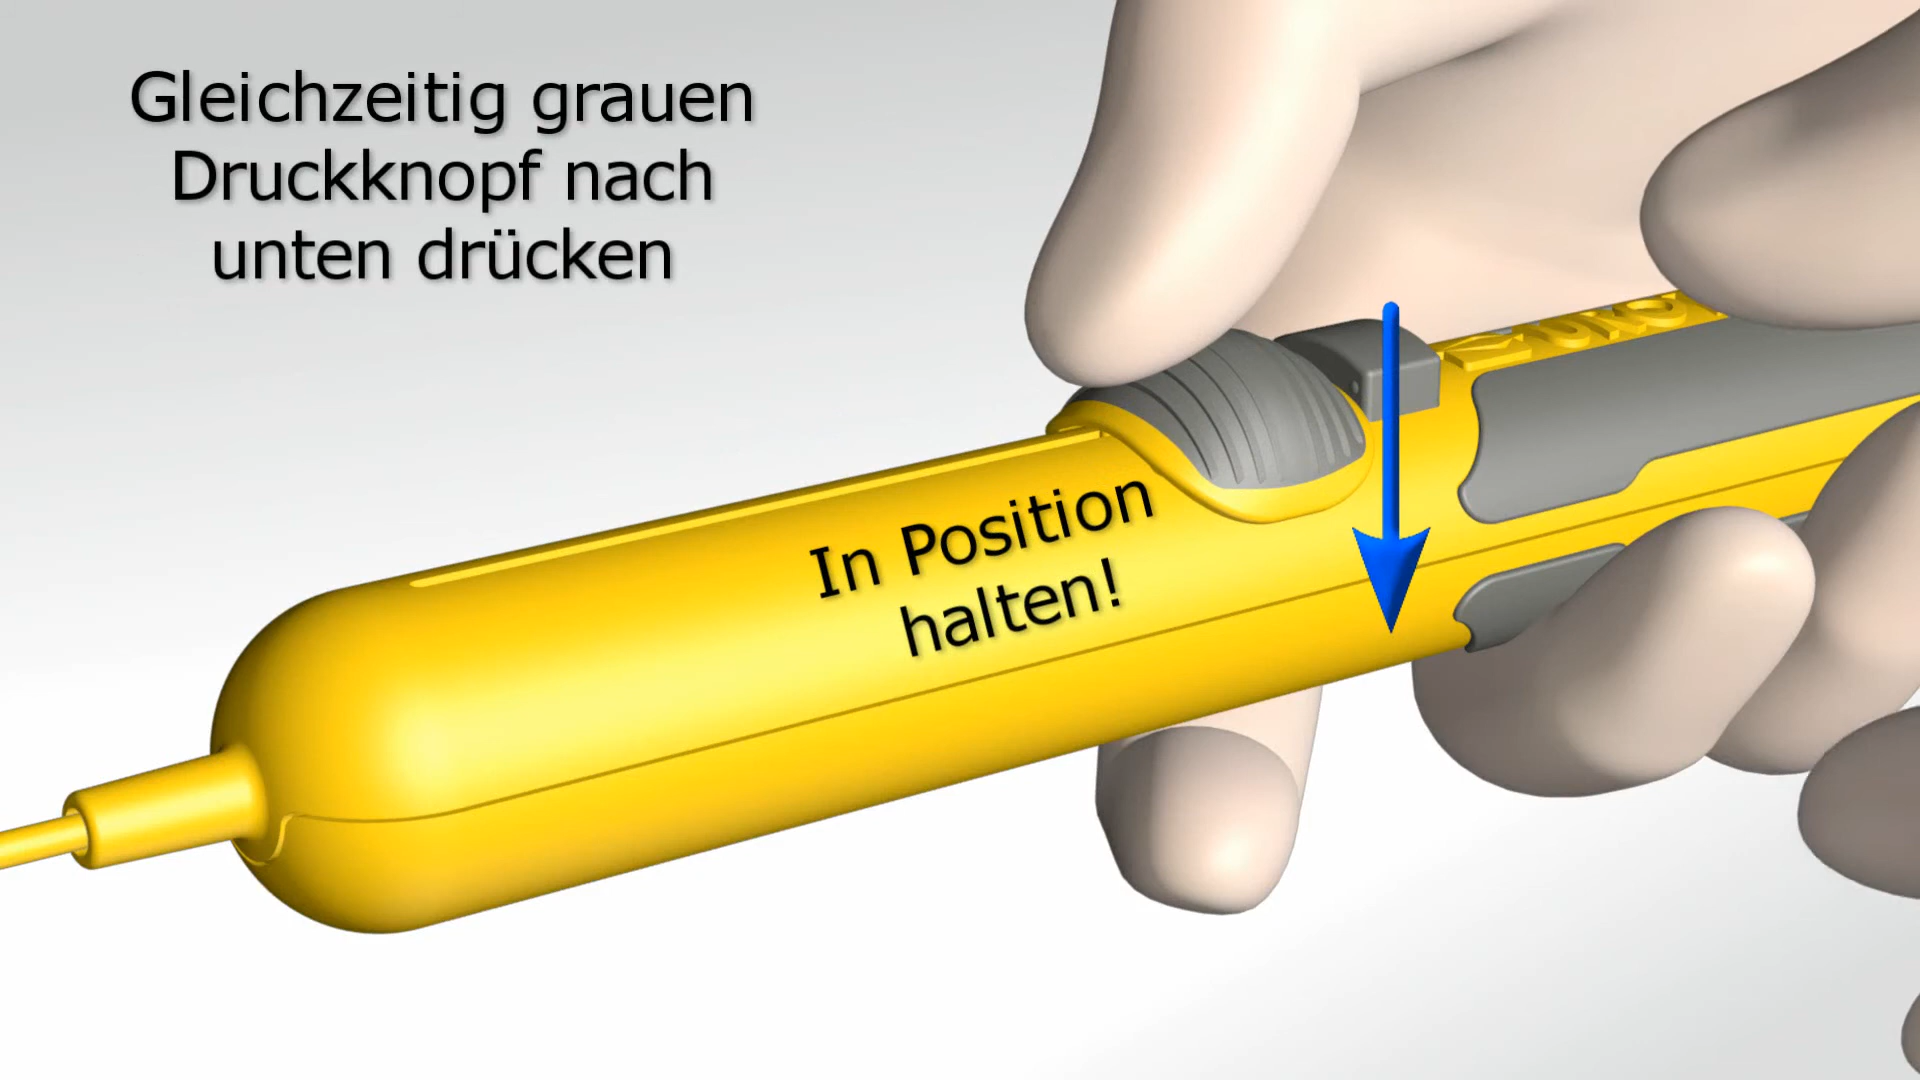 Gleichzeitig grauen
Druckknopf nach
unten drücken
In Position
halten!